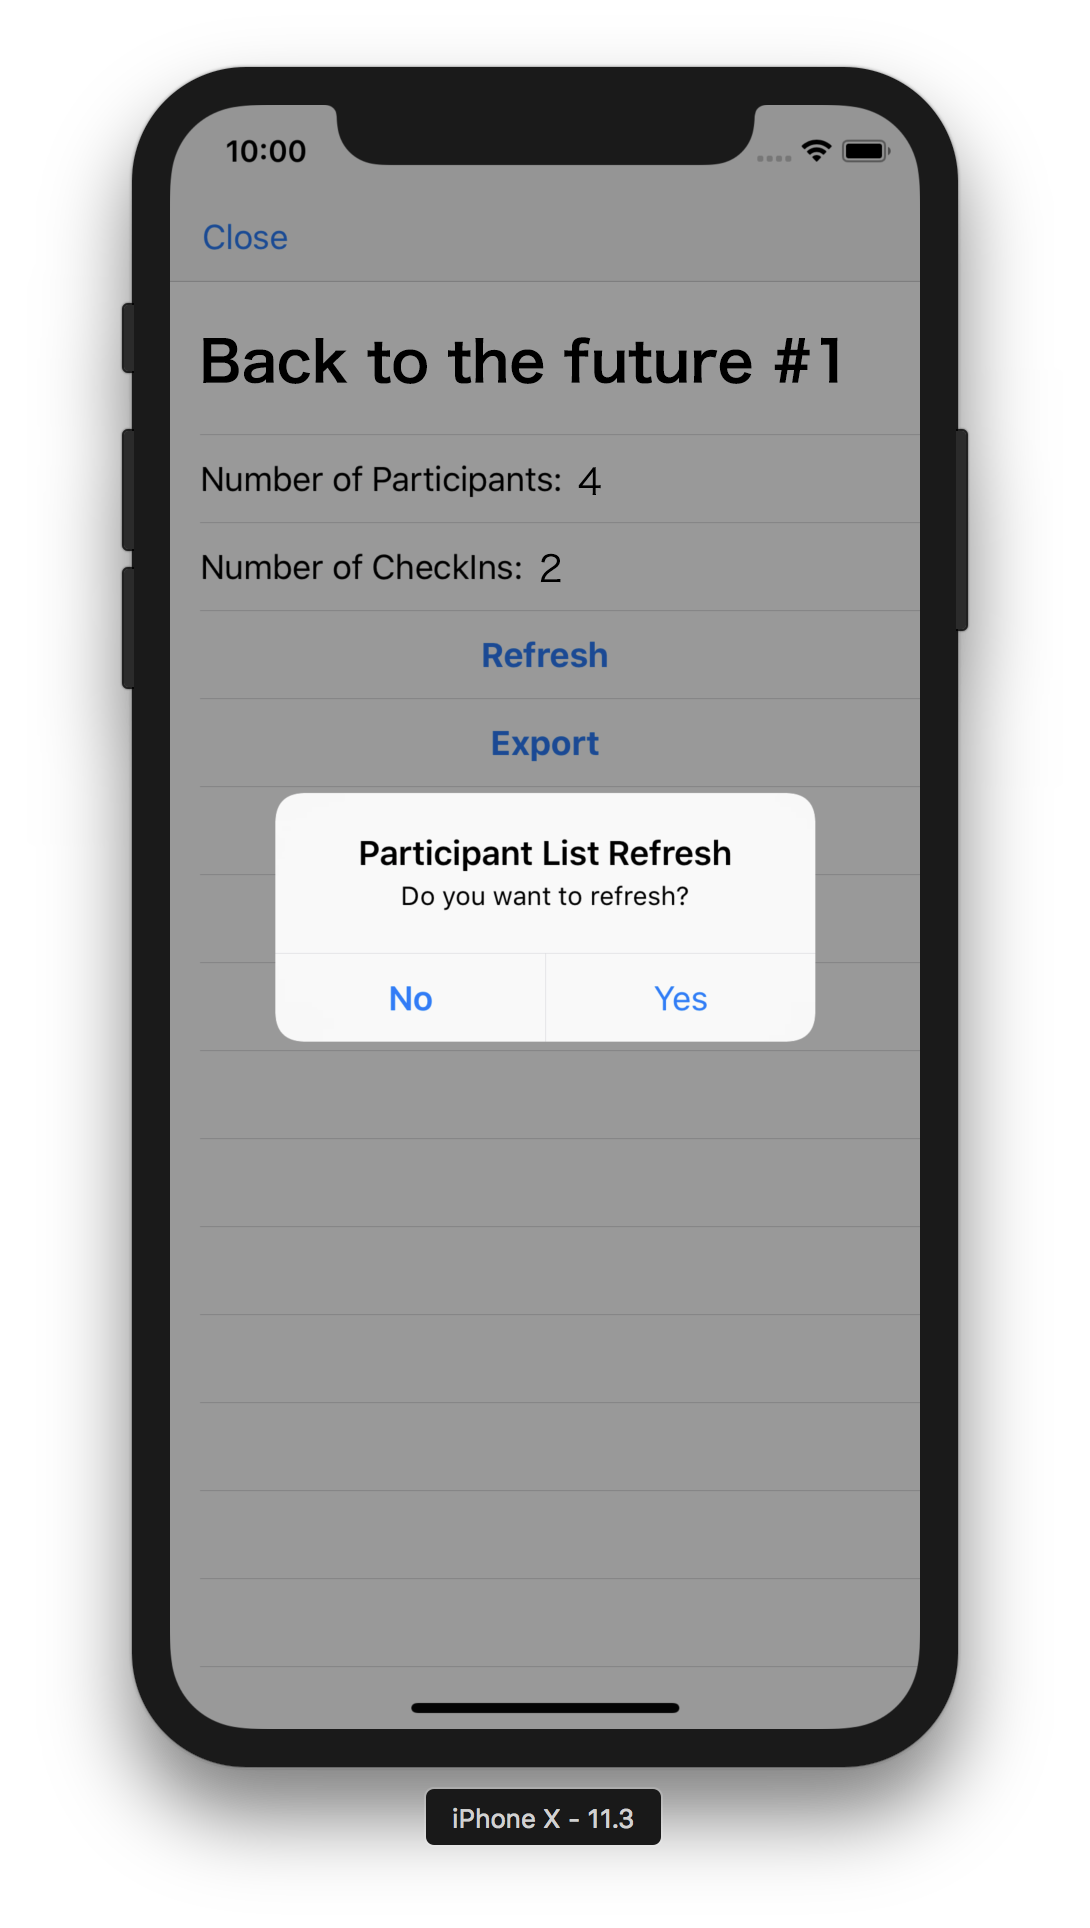 10:00
Close
Back to the future #1
Number of Participants: 4
Number of CheckIns: 2
Refresh
Export
Participant List Refresh
Do you want to refresh?
No Yes
iPhone X - 11.3